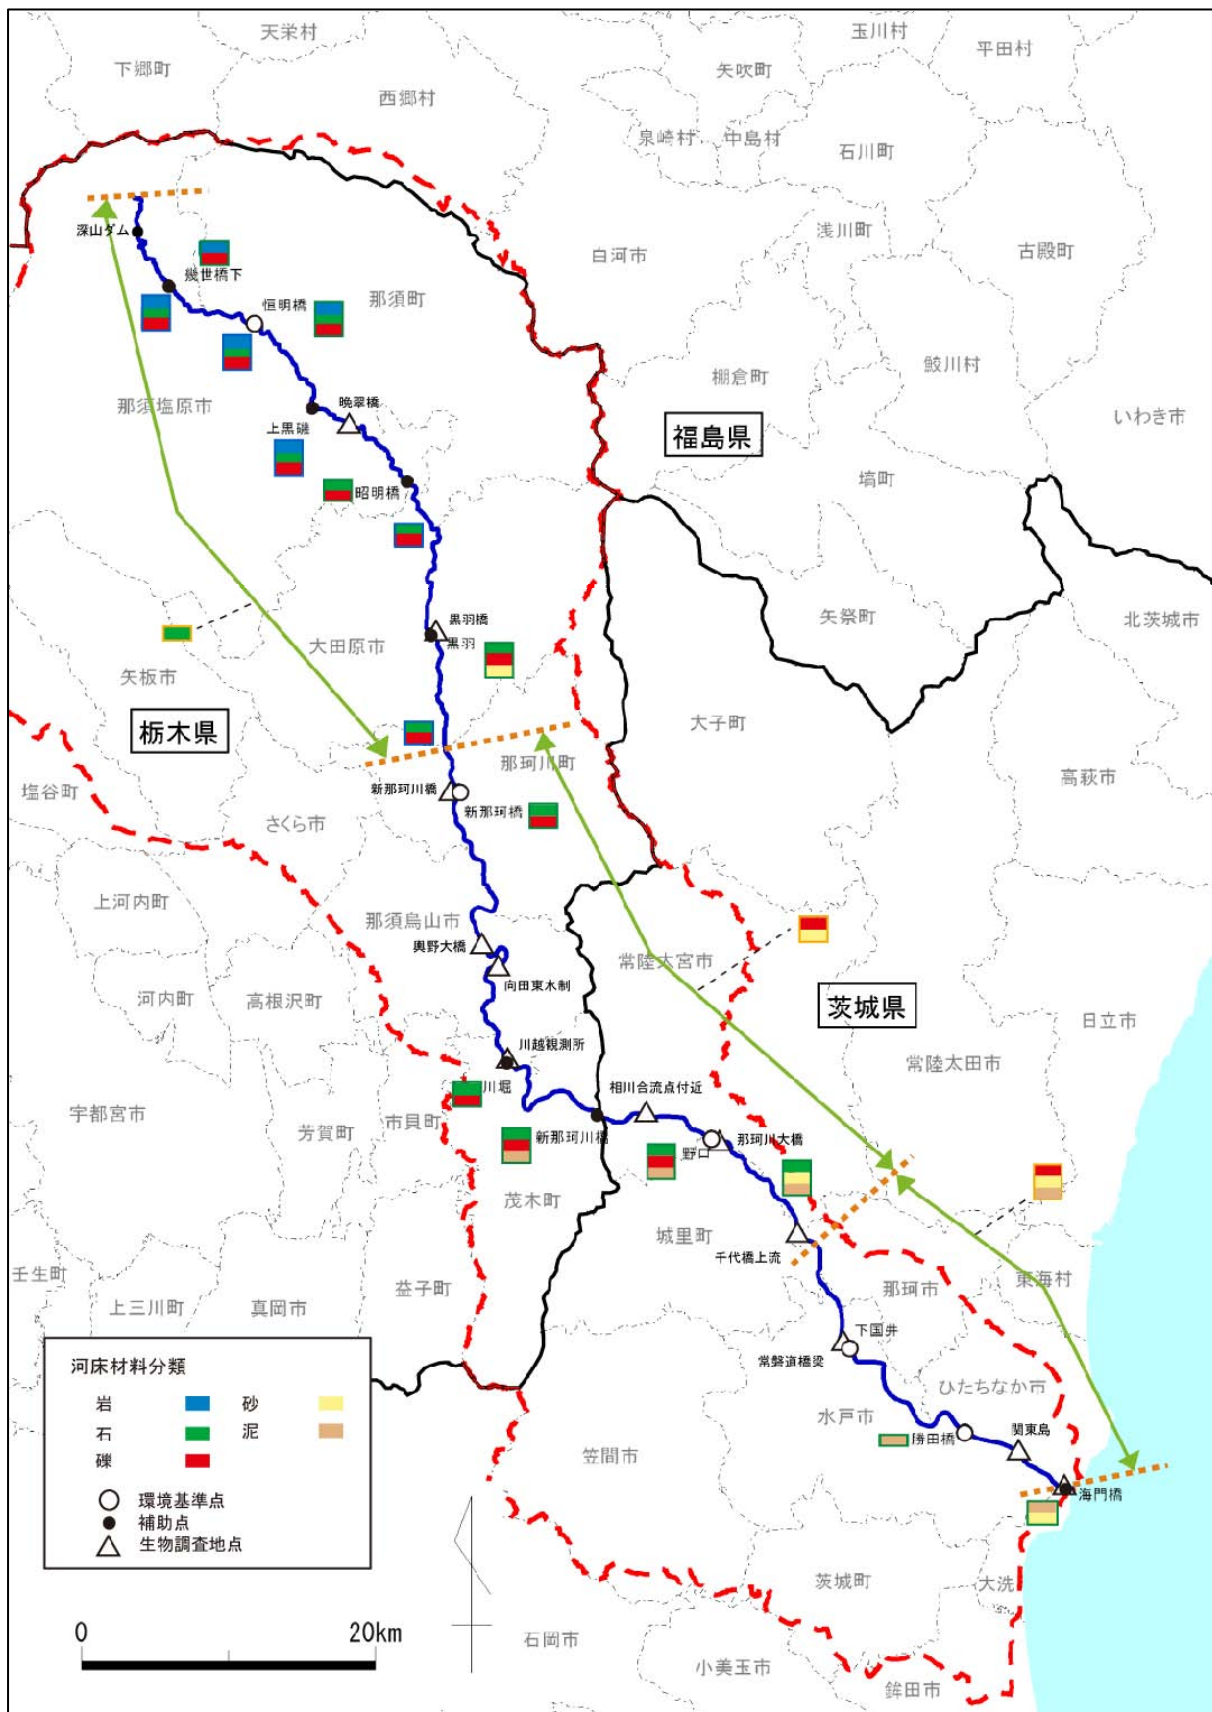 天栄村
玉川村
平田村
下郷町
矢吹町
西郷村
泉崎村
中島村
石川町
深山ダム
浅川町
白河市
古殿町
幾世橋下
恒明橋
那須町
棚倉町
鮫川村
那須塩原市
晩翠橋
いわき市
上黒磯
福島県
昭明橋
塙町
黒羽橋
黒羽
大田原市
矢祭町
北茨城市
矢板市
栃木県
大子町
那珂川町
高萩市
塩谷町
新那珂川橋
新那珂橋
さくら市
上河内町
那須烏山市
興野大橋
常陸大宮市
向田東水制
河内町
高根沢町
茨城県
日立市
川越観測所
常陸太田市
川堀
相川合流点付近
宇都宮市
芳賀町
市貝町
新那珂川橋
野口
那珂川大橋
茂木町
城里町
千代橋上流
壬生町
上三川町
真岡市
益子町
那珂市
東海村
下国井
常磐道橋梁
ひたちなか市
水戸市
勝田橋
関東島
笠間市
海門橋
河床材料分類
岩
砂
石
泥
礫
環境基準点
補助点
生物調査地点
茨城町
大洗
0
20km
石岡市
小美玉市
鉾田市